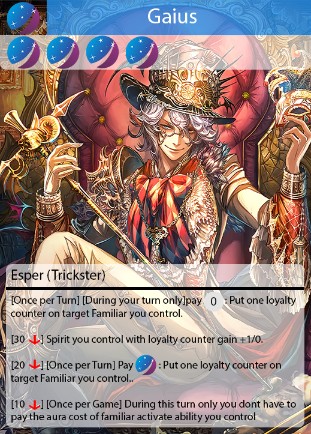 Gaius
Esper (Trickster)
[Once per Turn] [During your turn only]pay 0 : Put one loyalty
counter on target Familiar you control.
[30 ] Spirit you control with loyalty counter gain +1/0.
[20 ] [Once per Turn] Pay : Put one loyalty counter on
target Familiar you control..
[10 ] [Once per Game] During this turn only you dont have to
pay the aura cost of familiar activate ability you control